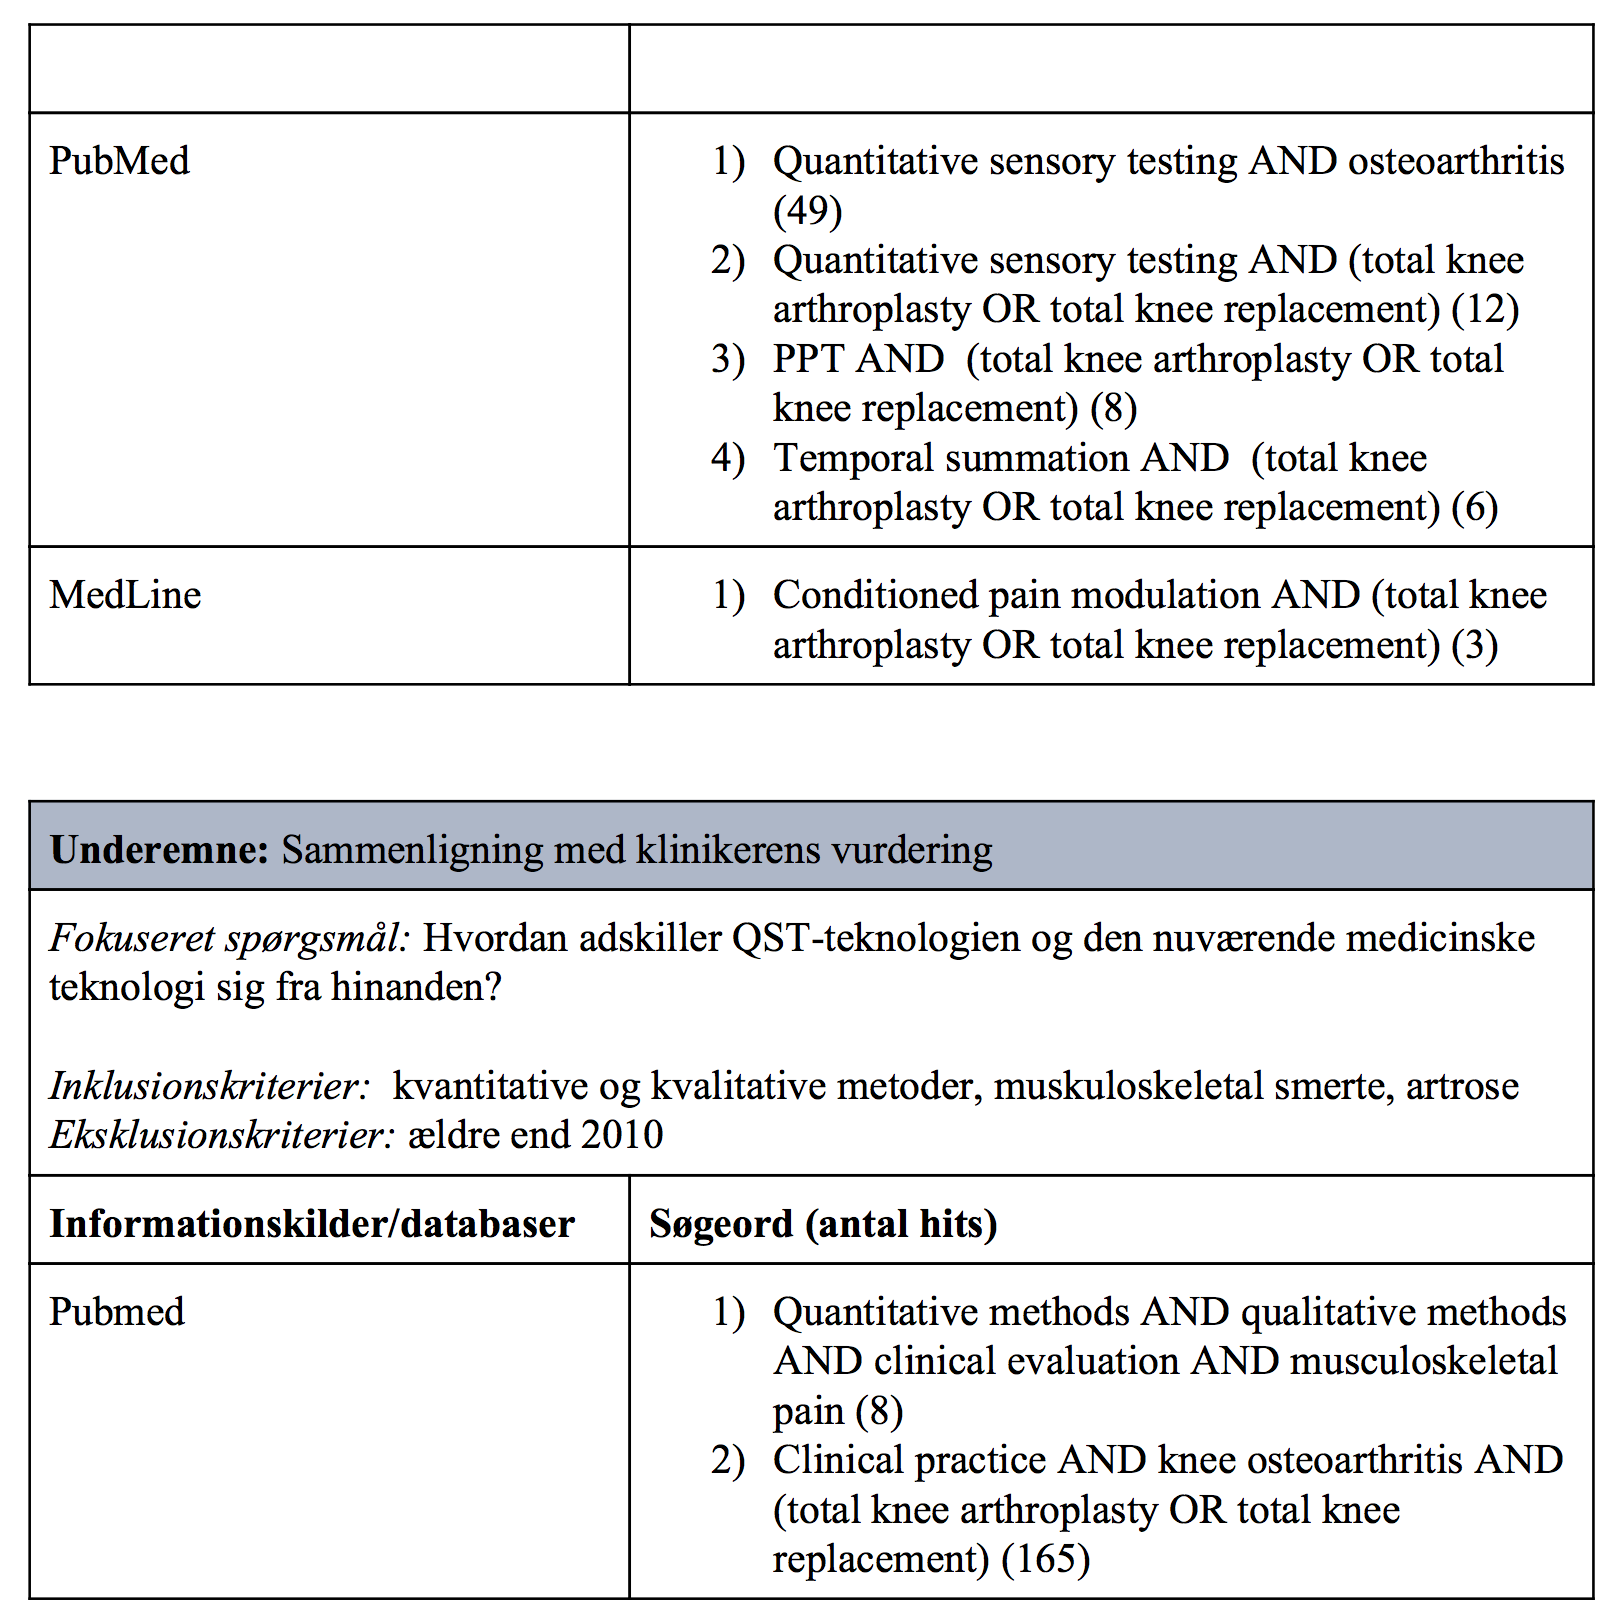 PubMed
1) Quantitative sensory testing AND osteoarthritis
(49)
2) Quantitative sensory testing AND (total knee
arthroplasty OR total knee replacement) (12)
3) PPT AND  (total knee arthroplasty OR total
knee replacement) (8)
4) Temporal summation AND  (total knee
arthroplasty OR total knee replacement) (6)
MedLine
1) Conditioned pain modulation AND (total knee
arthroplasty OR total knee replacement) (3)
Underemne: Sammenligning med klinikerens vurdering
Fokuseret spørgsmål: Hvordan adskiller QST-teknologien og den nuværende medicinske
teknologi sig fra hinanden?
Inklusionskriterier:  kvantitative og kvalitative metoder, muskuloskeletal smerte, artrose
Eksklusionskriterier: ældre end 2010
Informationskilder/databaser
Søgeord (antal hits)
Pubmed
1) Quantitative methods AND qualitative methods
AND clinical evaluation AND musculoskeletal
pain (8)
2) Clinical practice AND knee osteoarthritis AND
(total knee arthroplasty OR total knee
replacement) (165)